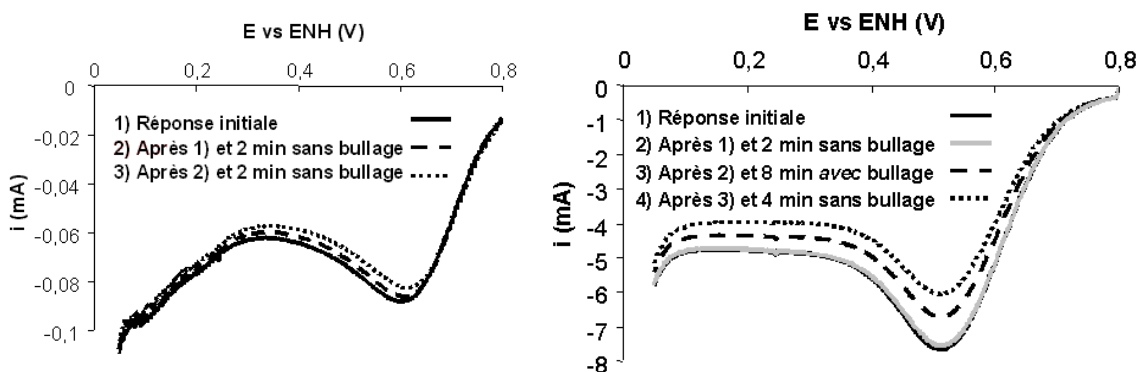 E vs ENH (V)
0 0,2 0,4 0,6 0,8
0
-0,02
-0,04
-0,06
-0,08
-0,1
i (mA)
1) Réponse initiale
2) Après 1) et 2 min sans bullage
3) Après 2) et 2 min sans bullage
E vs ENH (V)
0 0,2 0,4 0,6 0,8
0
-1
-2
-3
-4
-5
-6
-7
-8
i (mA)
1) Réponse initiale
2) Après 1) et 2 min sans bullage
3) Après 2) et 8 min avec bullage
4) Après 3) et 4 min sans bullage